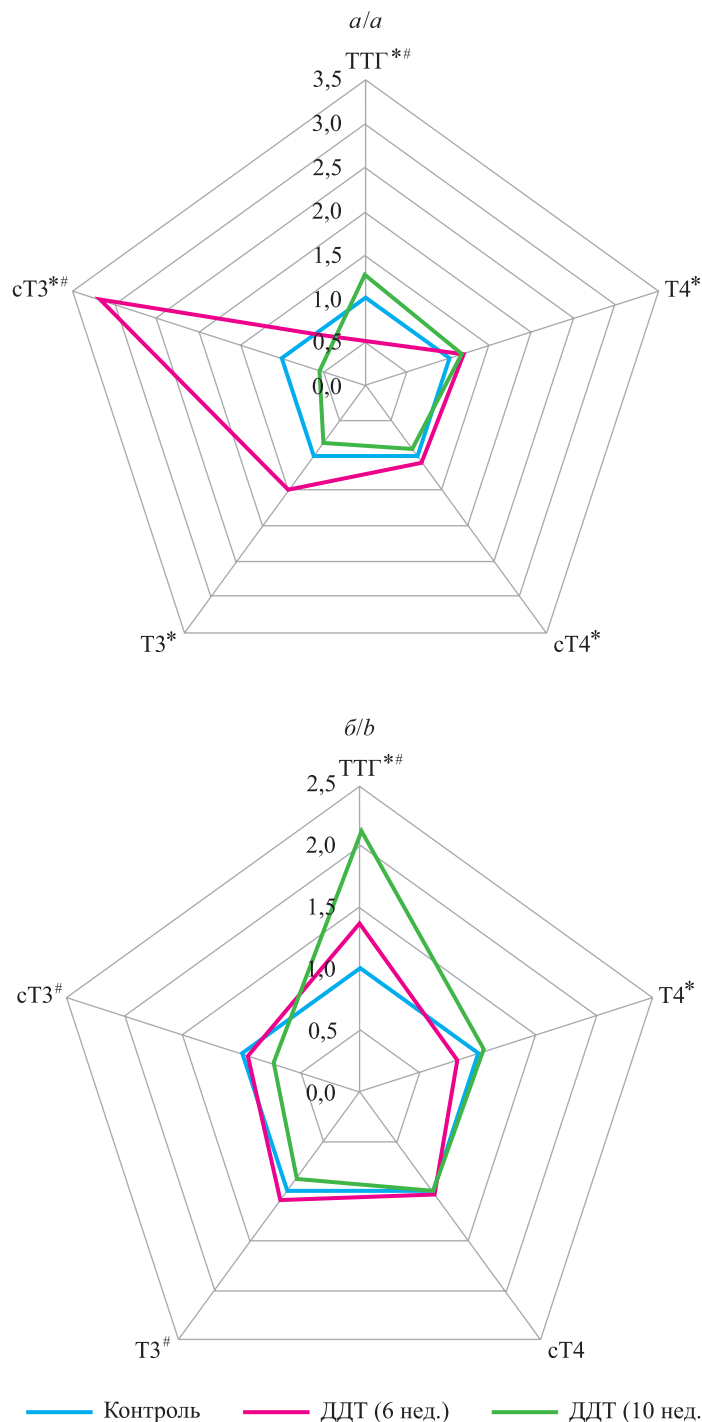 а/a
ТТГ*#
3,5
3,0
2,5
2,0
1,5
1,0
0,5
0,0
сТ3*#
Т4*
Т3*
сТ4*
б/b
ТТГ*#
2,5
2,0
1,5
1,0
0,5
0,0
сТ3#
Т4*
Т3#
сТ4
Контроль ДДТ (6 нед.) ДДТ (10 нед.)